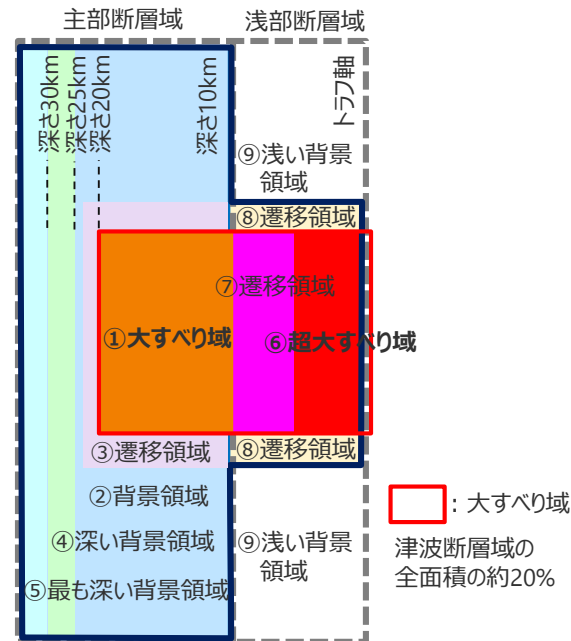 主部断層域
浅部断層域
深さ30km
深さ25km
深さ20km
深さ10km
トラフ軸
⑨浅い背景
領域
⑧遷移領域
⑦遷移領域
①大すべり域
⑥超大すべり域
③遷移領域
⑧遷移領域
②背景領域
④深い背景領域
⑨浅い背景
領域
⑤最も深い背景領域
：大すべり域
津波断層域の
全面積の約20%